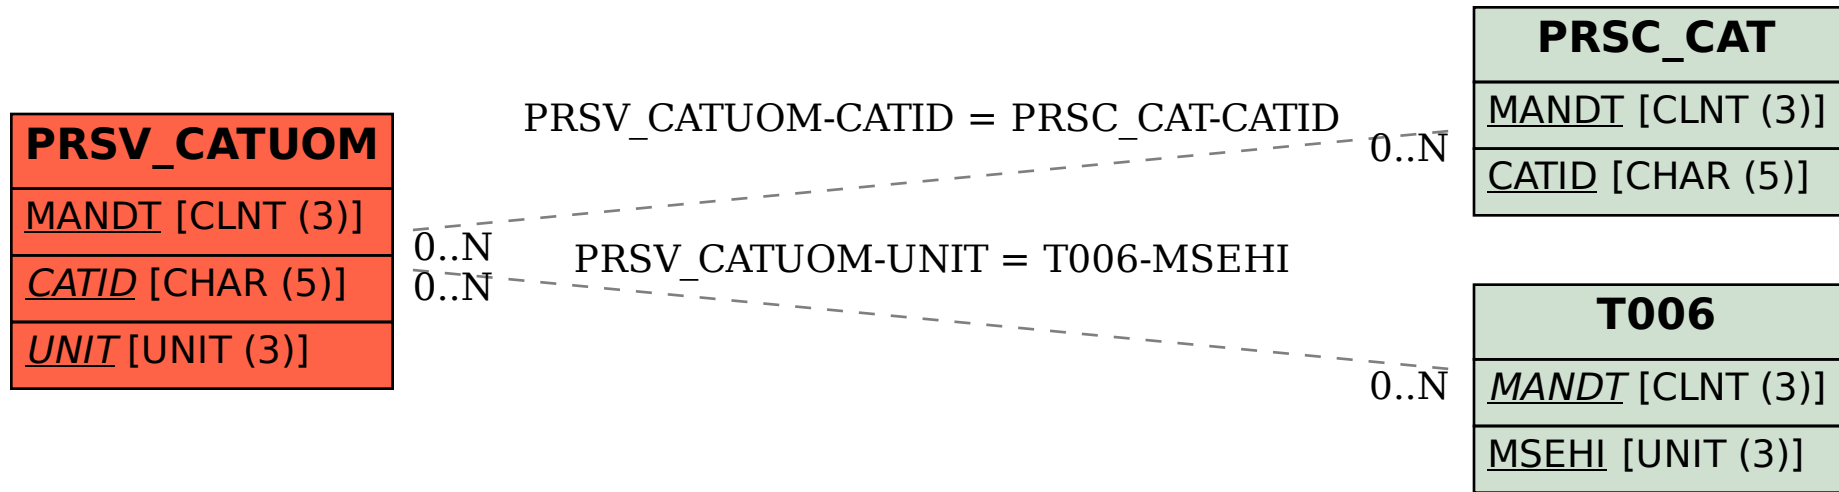 PRSV_CATUOM
MANDT [CLNT (3)]
CATID [CHAR (5)]
UNIT [UNIT (3)]
PRSV_CATUOM-CATID = PRSC_CAT-CATID
0..N
0..N
PRSV_CATUOM-UNIT = T006-MSEHI
0..N
0..N
PRSC_CAT
MANDT [CLNT (3)]
CATID [CHAR (5)]
T006
MANDT [CLNT (3)]
MSEHI [UNIT (3)]